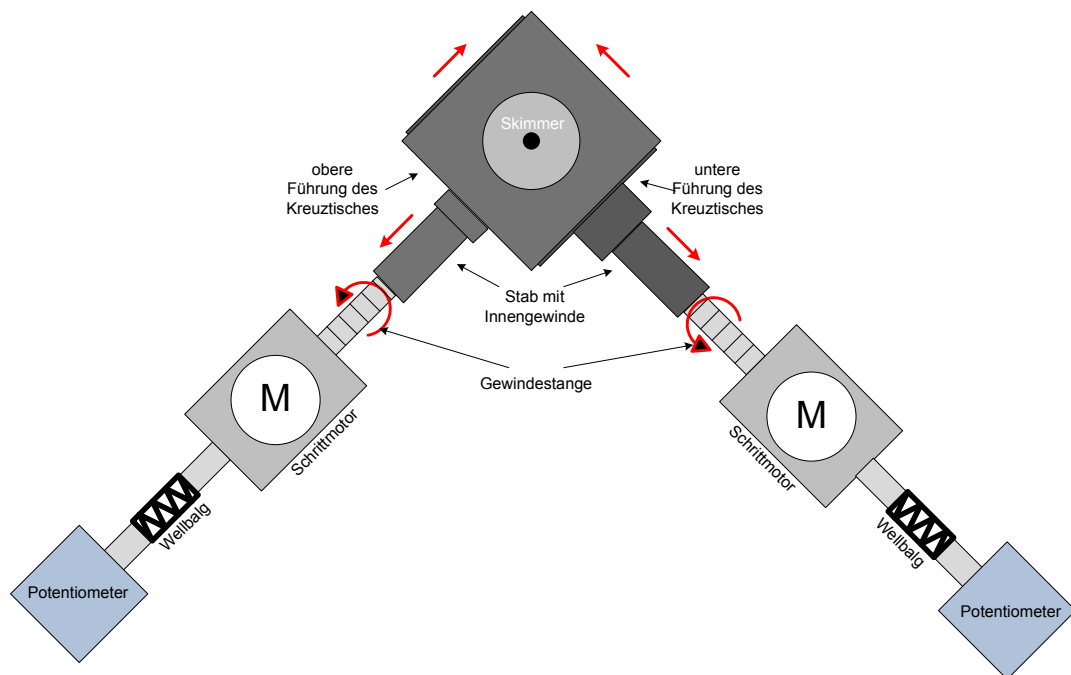 Skimmer
obere
Führung des
Kreuztisches
untere
Führung des
Kreuztisches
Stab mit
Innengewinde
Gewindestange
M
Schrittmotor
Wellbalg
Potentiometer
M
Schrittmotor
Wellbalg
Potentiometer